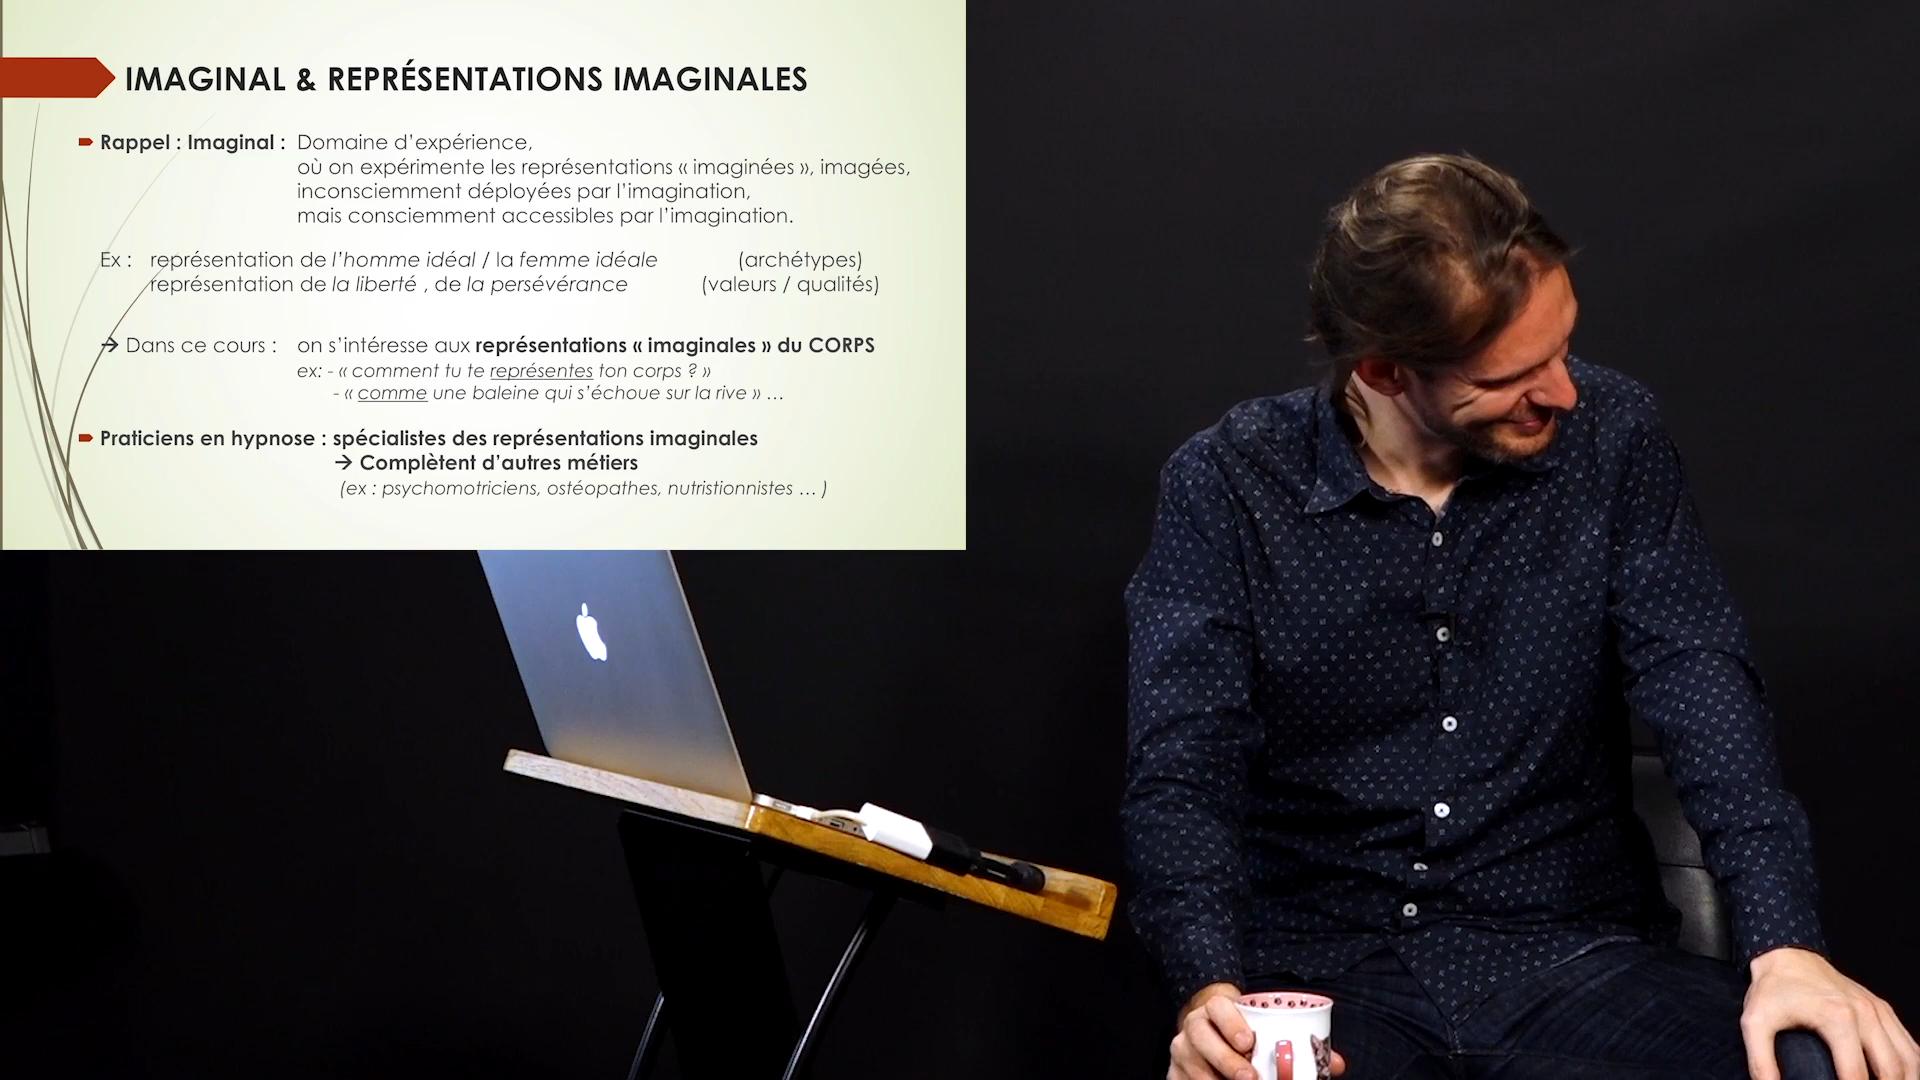 IMAGINAL & REPRÉSENTATIONS IMAGINALES
Rappel : Imaginal : Domaine d’expérience,
où on expérimente les représentations « imaginées », imagées,
inconsciemment déployées par l’imagination,
mais consciemment accessibles par l’imagination.
Ex : représentation de l’homme idéal / la femme idéale (archétypes)
représentation de la liberté , de la persévérance (valeurs / qualités)
→ Dans ce cours : on s’intéresse aux représentations « imaginales » du CORPS
ex: - « comment tu te représentes ton corps ? »
- « comme une baleine qui s’échoue sur la rive » …
Praticiens en hypnose : spécialistes des représentations imaginales
→ Complètent d’autres métiers
(ex : psychomotriciens, ostéopathes, nutristionnistes … )